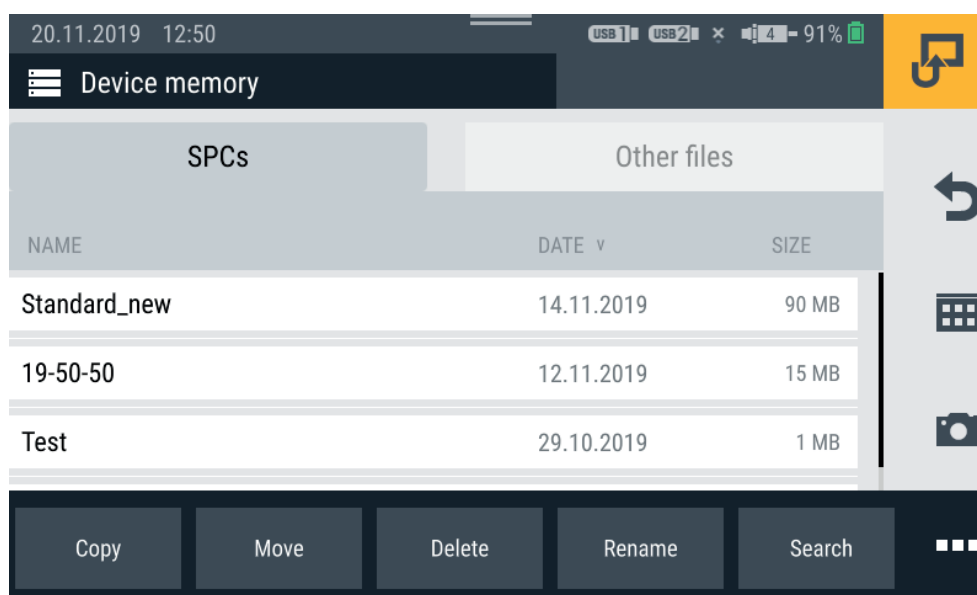 20.11.2019 12:50 USB 1 USB 2 4 91%
Device memory
SPCs Other files
NAME DATE v SIZE
Standard_new 14.11.2019 90 MB
19-50-50 12.11.2019 15 MB
Test 29.10.2019 1 MB
Copy Move Delete Rename Search